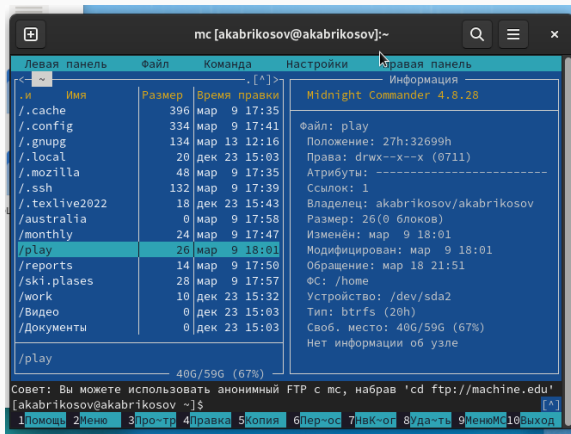 mc [akabrikosov@akabrikosov]:~
Левая панель Файл Команда Настройки Правая панель
<─ ~ .[^]>
.и Имя Размер Время правки
/.cache 396 мар 9 17:35
/.config 334 мар 9 17:41
/.gnupg 134 мар 13 12:16
/.local 20 дек 23 15:03
/.mozilla 48 мар 9 17:35
/.ssh 132 мар 9 17:39
/.texlive2022 18 дек 23 15:43
/australia 0 мар 9 17:58
/monthly 24 мар 9 17:47
/play 26 мар 9 18:01
/reports 14 мар 9 17:50
/ski.plases 28 мар 9 17:57
/work 10 дек 23 15:32
/Видео 0 дек 23 15:03
/Документы 0 дек 23 15:03
/play
40G/59G (67%)
Информация
Midnight Commander 4.8.28
Файл: play
Положение: 27h:32699h
Права: drwx--x--x (0711)
Атрибуты: ------------------------
Ссылок: 1
Владелец: akabrikosov/akabrikosov
Размер: 26(0 блоков)
Изменён: мар 9 18:01
Модифицирован: мар 9 18:01
Обращение: мар 18 21:51
ФС: /home
Устройство: /dev/sda2
Тип: btrfs (20h)
Своб. место: 40G/59G (67%)
Нет информации об узле
Совет: Вы можете использовать анонимный FTP с mc, набрав 'cd ftp://machine.edu'
[akabrikosov@akabrikosov ~]$ [^]
1Помощь 2Меню 3Про~тр 4Правка 5Копия 6Пер~ос 7НвК~ог 8Уда~ть 9МенюMC 10Выход